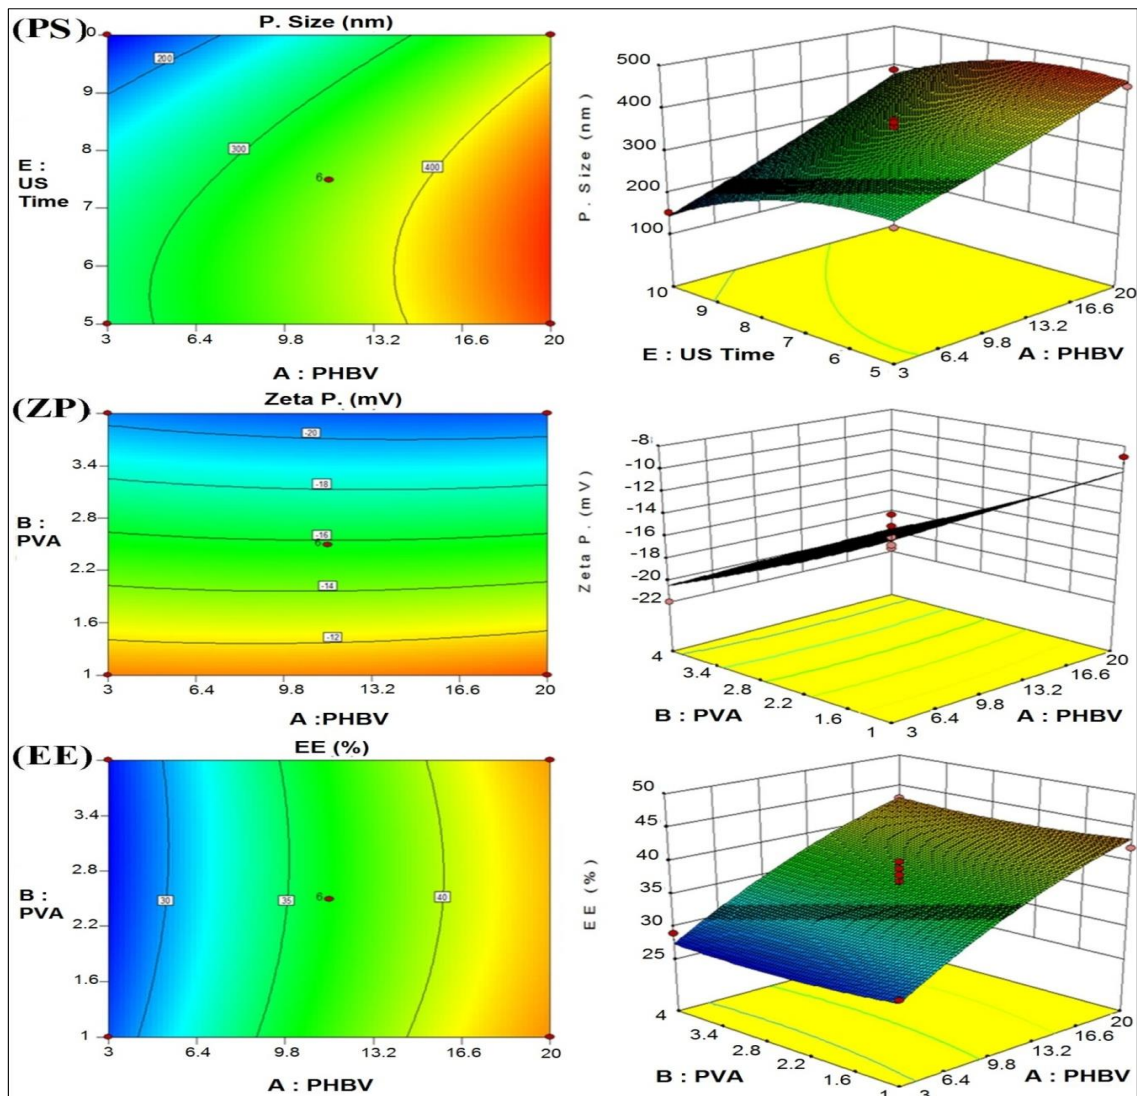 (PS)
P. Size (nm)
0
9
8
7
6
5
E :
US
Time
200
300
400
6
3 6.4 9.8 13.2 16.6 20
A : PHBV
P. Size (nm)
500
400
300
200
100
10 9 8 7 6 5
E : US Time
3 6.4 9.8 13.2 16.6 20
A : PHBV
(ZP)
Zeta P. (mV)
3.4
2.8
2.2
1.6
1
B :
PVA
-20
-18
-16
6
-14
-12
3 6.4 9.8 13.2 16.6 20
A :PHBV
Zeta P. (mV)
-8
-10
-12
-14
-16
-18
-20
-22
4 3.4 2.8 2.2 1.6 1
B : PVA
3 6.4 9.8 13.2 16.6 20
A : PHBV
(EE)
EE (%)
3.4
2.8
2.2
1.6
1
B :
PVA
30
35
6
40
3 6.4 9.8 13.2 16.6 20
A : PHBV
EE (%)
50
45
40
35
30
25
4 3.4 2.8 2.2 1.6 1
B : PVA
3 6.4 9.8 13.2 16.6 20
A : PHBV